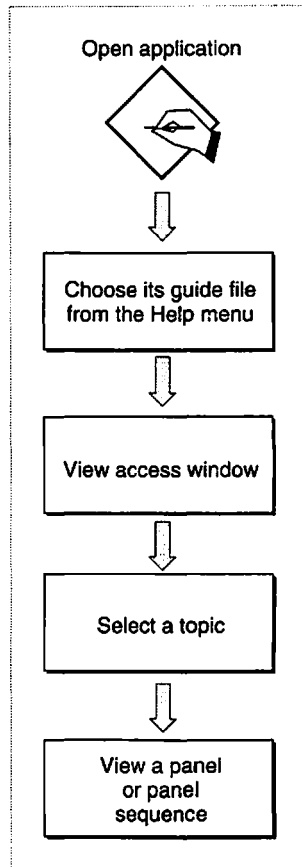 Open application
Choose its guide file
from the Help menu
View access window
Select a topic
View a panel
or panel
sequence